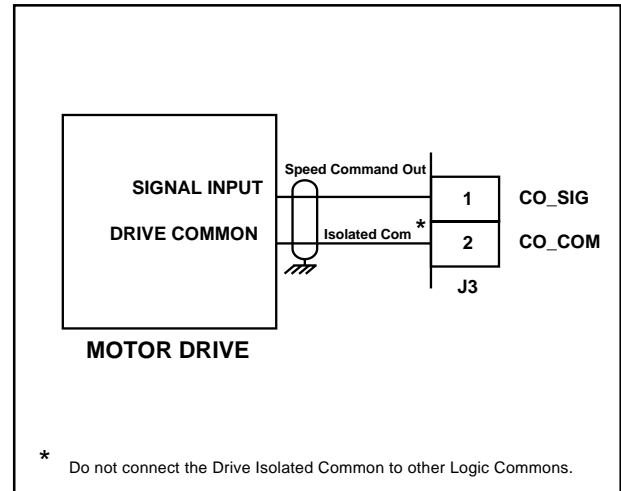 Speed Command Out
SIGNAL INPUT
1 CO_SIG
DRIVE COMMON
Isolated Com *
2 CO_COM
J3
MOTOR DRIVE
* Do not connect the Drive Isolated Common to other Logic Commons.